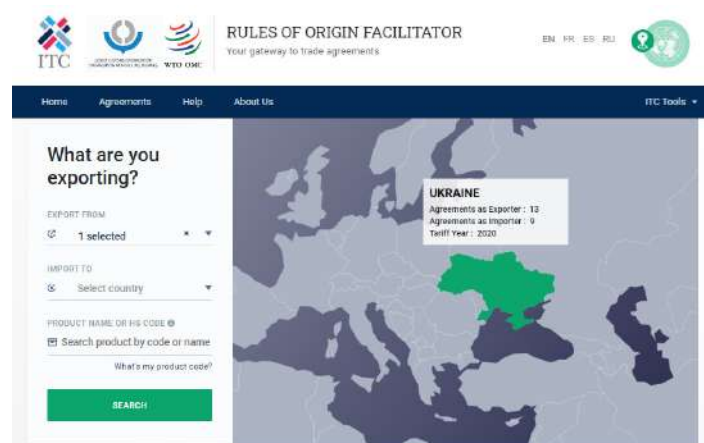 RULES OF ORIGIN FACILITATOR
Your gateway to trade agreements
EN FR ES RU
ITC
WTO OMC
Home Agreements Help About Us ITC Tools
What are you
exporting?
EXPORT FROM
1 selected
IMPORT TO
Select country
PRODUCT NAME OR HS CODE
Search product by code or name
What's my product code?
SEARCH
UKRAINE
Agreements as Exporter : 13
Agreements as Importer : 9
Tariff Year : 2020